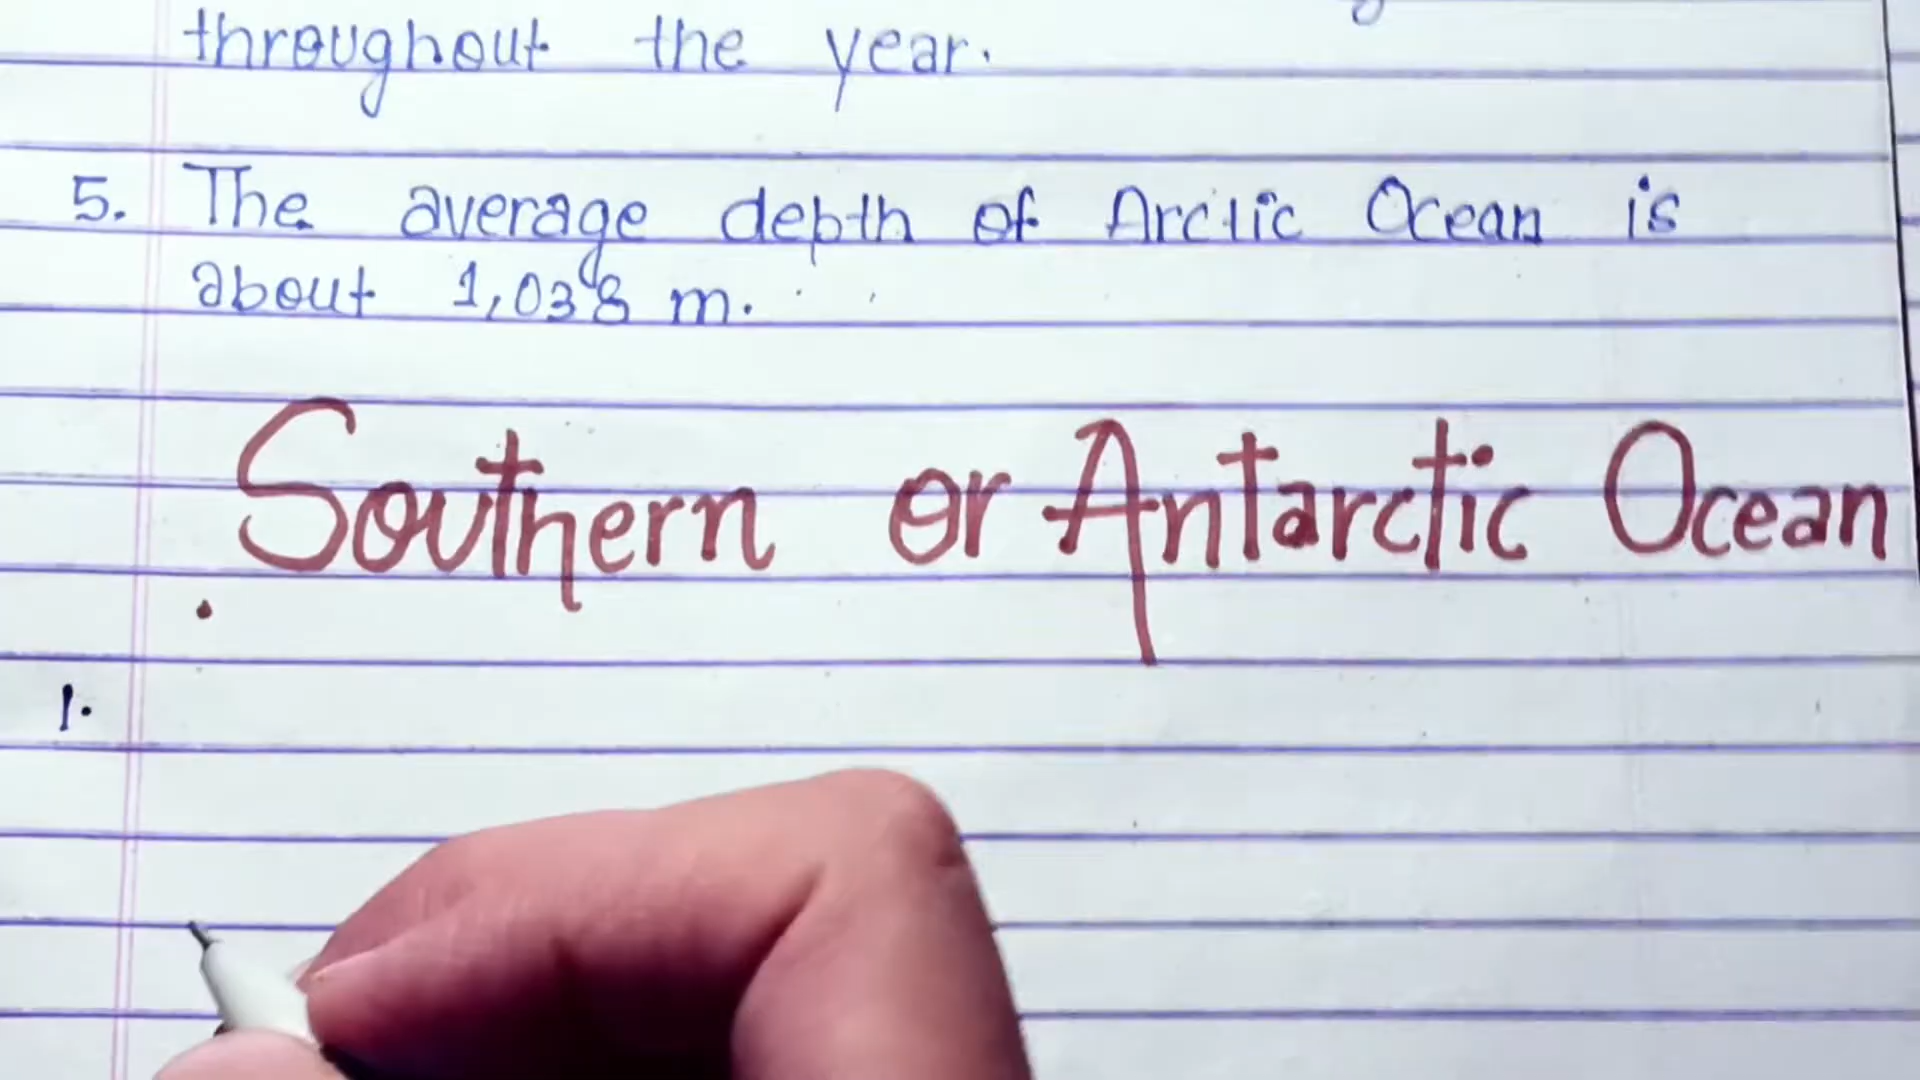 throughout the year.
5. The average depth of Arctic Ocean is
about 1,038 m.
Southern or Antarctic Ocean
1.